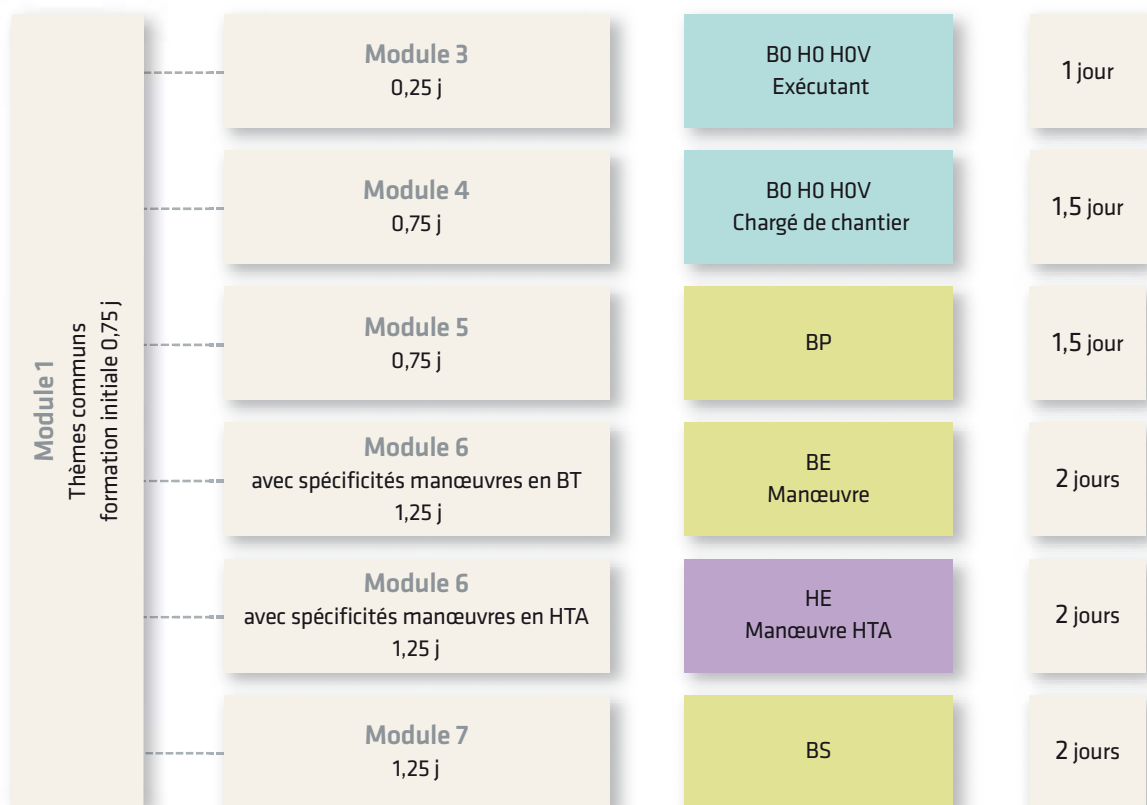 Module 1
Thèmes communs
formation initiale 0,75 j
Module 3
0,25 j
B0 H0 H0V
Exécutant
1 jour
Module 4
0,75 j
B0 H0 H0V
Chargé de chantier
1,5 jour
Module 5
0,75 j
BP
1,5 jour
Module 6
avec spécificités manœuvres en BT
1,25 j
BE
Manœuvre
2 jours
Module 6
avec spécificités manœuvres en HTA
1,25 j
HE
Manœuvre HTA
2 jours
Module 7
1,25 j
BS
2 jours